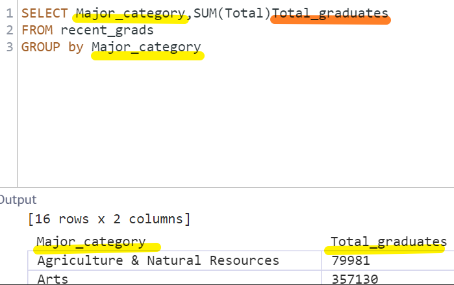 1 SELECT Major_category,SUM(Total)Total_graduates
2 FROM recent_grads
3 GROUP by Major_category
Output
[16 rows x 2 columns]
Major_category Total_graduates
Agriculture & Natural Resources 79981
Arts 357130